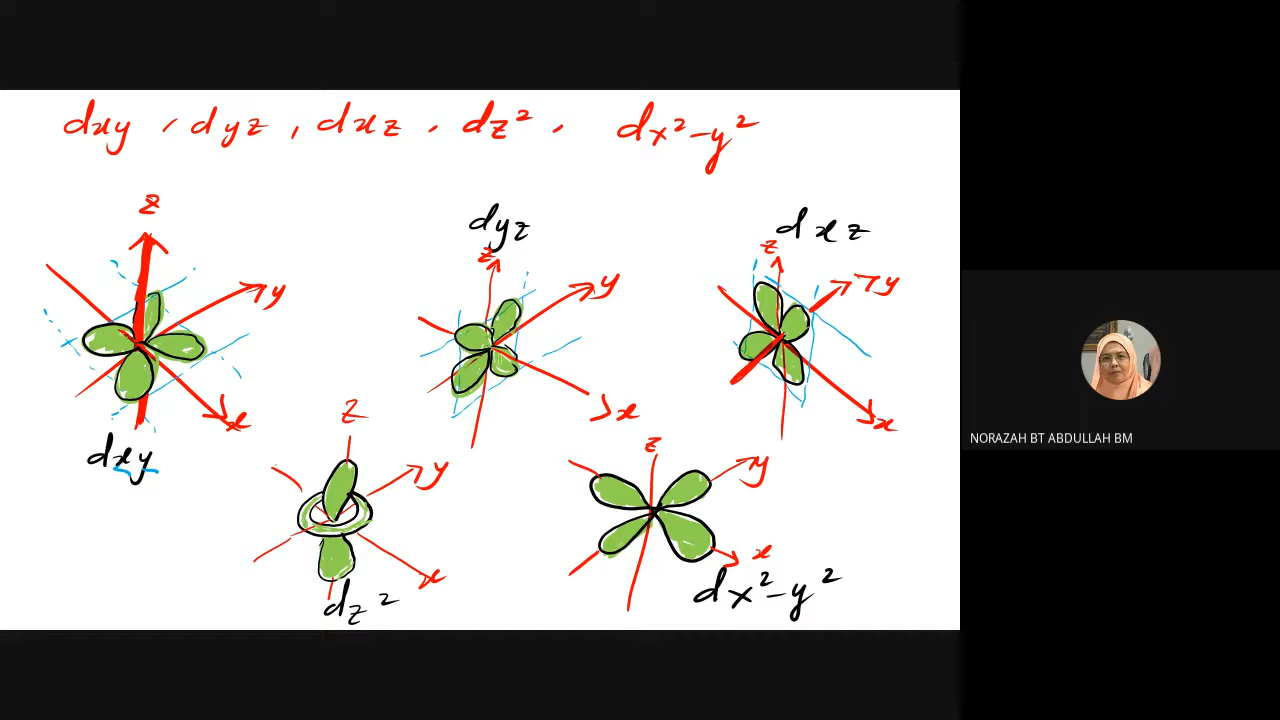 dxy, dyz, dxz, dz², dx²-y²
z
y
x
dxy
dyz
z
y
x
dxz
z
y
x
z
y
x
dz²
z
y
x
dx²-y²
NORAZAH BT ABDULLAH BM